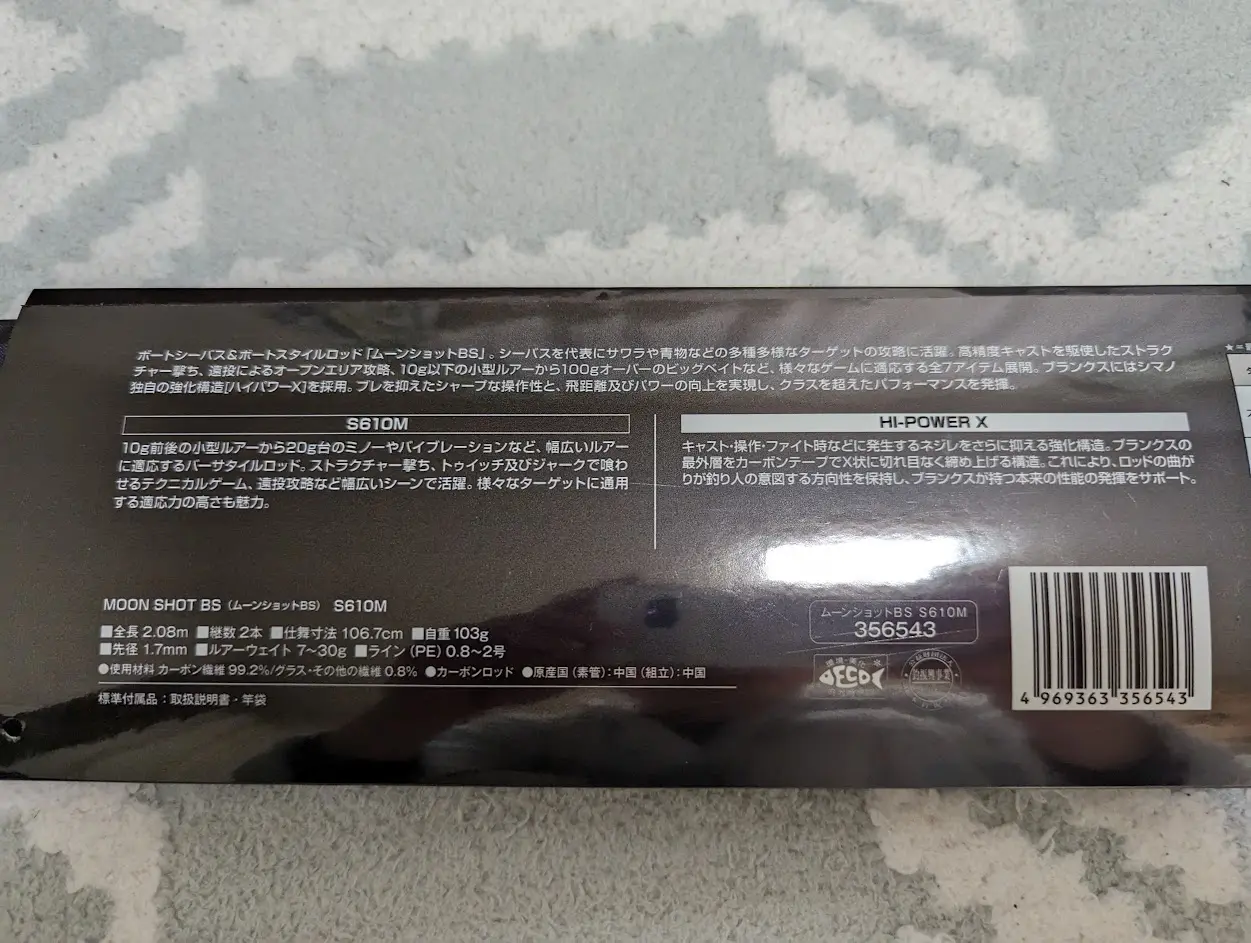 ボートシーバス&ボートスタイルロッド「ムーンショットBS」。シーバスを代表にサワラや青物などの多種多様なターゲットの攻略に活躍。高精度キャストを駆使したストラク
チャー撃ち、遠投によるオープンエリア攻略、10g以下の小型ルアーから100gオーバーのビッグベイトなど、様々なゲームに適応する全7アイテム展開。ブランクスにはシマノ
独自の強化構造[ハイパワーX]を採用。ブレを抑えたシャープな操作性と、飛距離及びパワーの向上を実現し、クラスを超えたパフォーマンスを発揮。
S610M
10g前後の小型ルアーから20g台のミノーやバイブレーションなど、幅広いルアー
に適応するバーサタイルロッド。ストラクチャー撃ち、トゥイッチ及びジャークで喰わ
せるテクニカルゲーム、遠投攻略など幅広いシーンで活躍。様々なターゲットに通用
する適応力の高さも魅力。
HI-POWER X
キャスト・操作・ファイト時などに発生するネジレをさらに抑える強化構造。ブランクスの
最外層をカーボンテープでX状に切れ目なく締め上げる構造。これにより、ロッドの曲が
りが釣り人の意図する方向性を保持し、ブランクスが持つ本来の性能の発揮をサポート。
MOON SHOT BS (ムーンショットBS) S610M
■全長 2.08m ■継数 2本 ■仕舞寸法 106.7cm ■自重 103g
■先径 1.7mm ■ルアーウェイト 7~30g ■ライン (PE) 0.8~2号
●使用材料 カーボン繊維 99.2%/グラス・その他の繊維 0.8% ●カーボンロッド ●原産国 (素管):中国 (組立):中国
標準付属品:取扱説明書・竿袋
ムーンショットBS S610M
356543
環境・美化
ECO
4 969363 356543